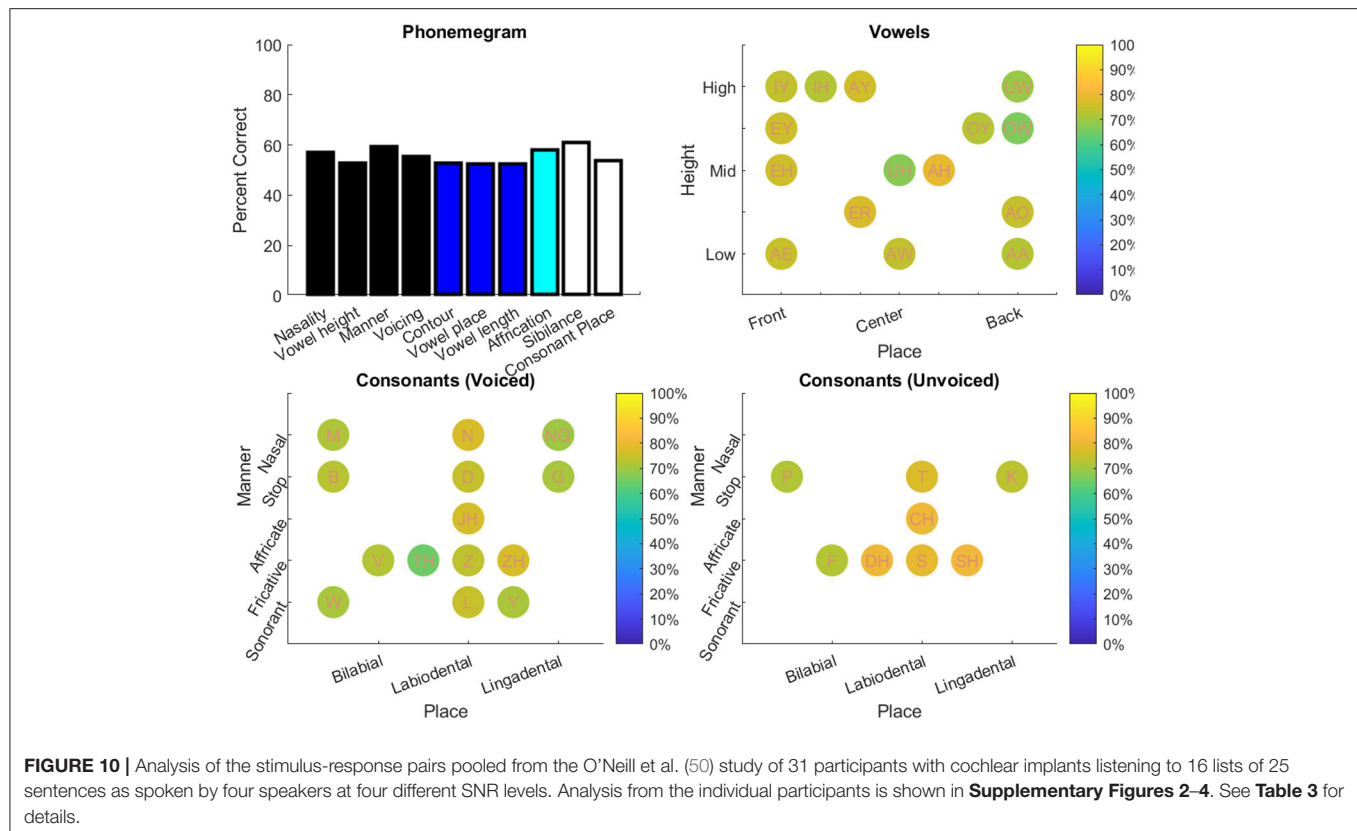 Phonemegram
100
80
60
40
20
0
Percent Correct
Nasality
Vowel height
Manner
Voicing
Contour
Vowel place
Vowel length
Affrication
Sibilance
Consonant Place
Vowels
High
Mid
Low
Height
IY IH AY UW
EY OY OW
EH UH AH
ER AO
AE AW AA
Front Center Back
Place
100
90%
80%
70%
60%
50%
40%
30%
20%
10%
0%
Consonants (Voiced)
Manner
Nasal
Stop
Affricate
Fricative
Sonorant
M N NG
B D G
JH
V TH Z ZH
W L Y
Bilabial Labiodental Lingadental
Place
100%
90%
80%
70%
60%
50%
40%
30%
20%
10%
0%
Consonants (Unvoiced)
Manner
Nasal
Stop
Affricate
Fricative
Sonorant
P T K
CH
F DH S SH
Bilabial Labiodental Lingadental
Place
100%
90%
80%
70%
60%
50%
40%
30%
20%
10%
0%
FIGURE 10 | Analysis of the stimulus-response pairs pooled from the O'Neill et al. (50) study of 31 participants with cochlear implants listening to 16 lists of 25
sentences as spoken by four speakers at four different SNR levels. Analysis from the individual participants is shown in Supplementary Figures 2–4. See Table 3 for
details.